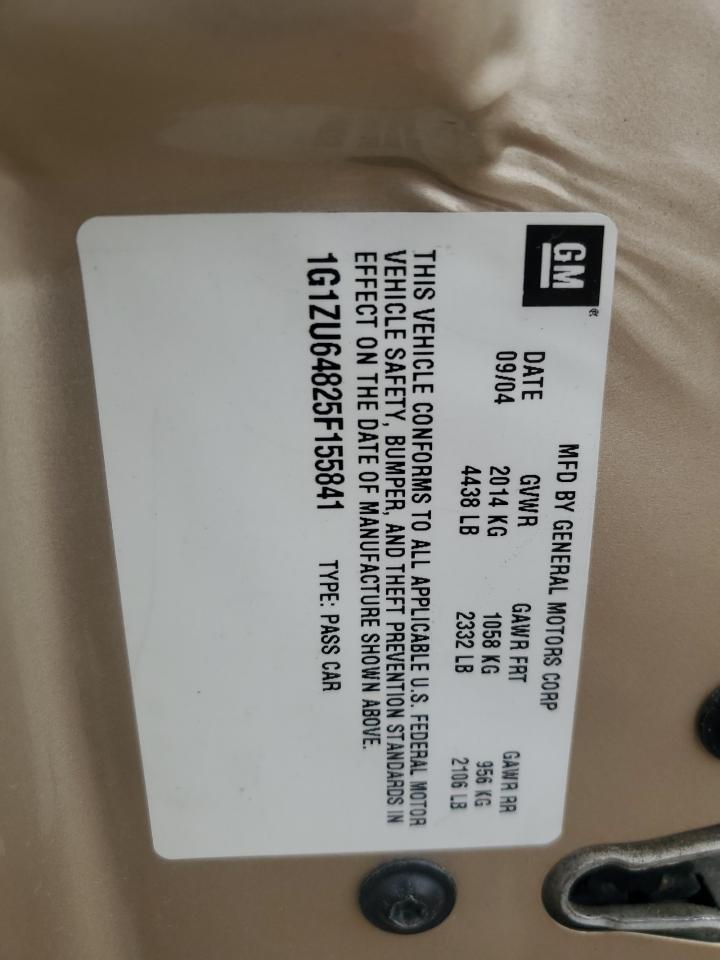 GM
MFD BY GENERAL MOTORS CORP
DATE GVWR GAWR FRT GAWR RR
09/04 2014 KG 1058 KG 956 KG
4438 LB 2332 LB 2106 LB
THIS VEHICLE CONFORMS TO ALL APPLICABLE U.S. FEDERAL MOTOR
VEHICLE SAFETY, BUMPER, AND THEFT PREVENTION STANDARDS IN
EFFECT ON THE DATE OF MANUFACTURE SHOWN ABOVE.
1G1ZU64825F155841 TYPE: PASS CAR